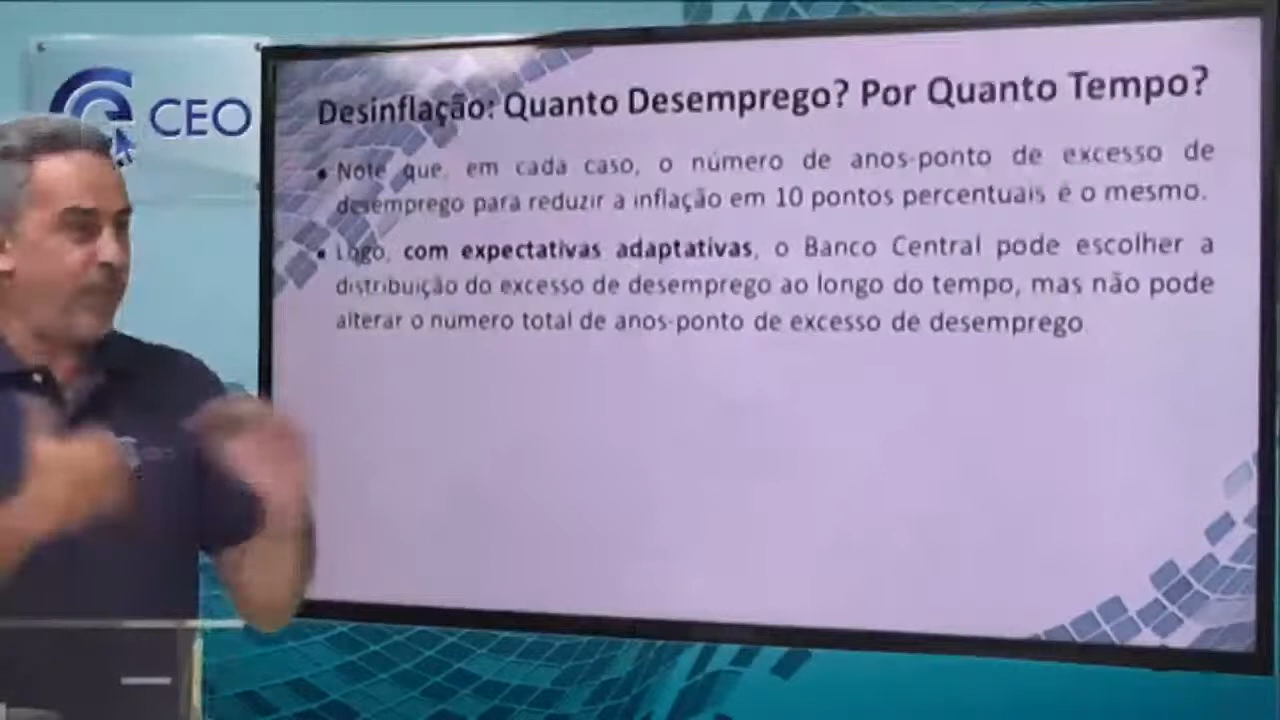 CEO
Desinflação: Quanto Desemprego? Por Quanto Tempo?
• Note que, em cada caso, o número de anos-ponto de excesso de
desemprego para reduzir a inflação em 10 pontos percentuais é o mesmo.
• Logo, com expectativas adaptativas, o Banco Central pode escolher a
distribuição do excesso de desemprego ao longo do tempo, mas não pode
alterar o número total de anos-ponto de excesso de desemprego